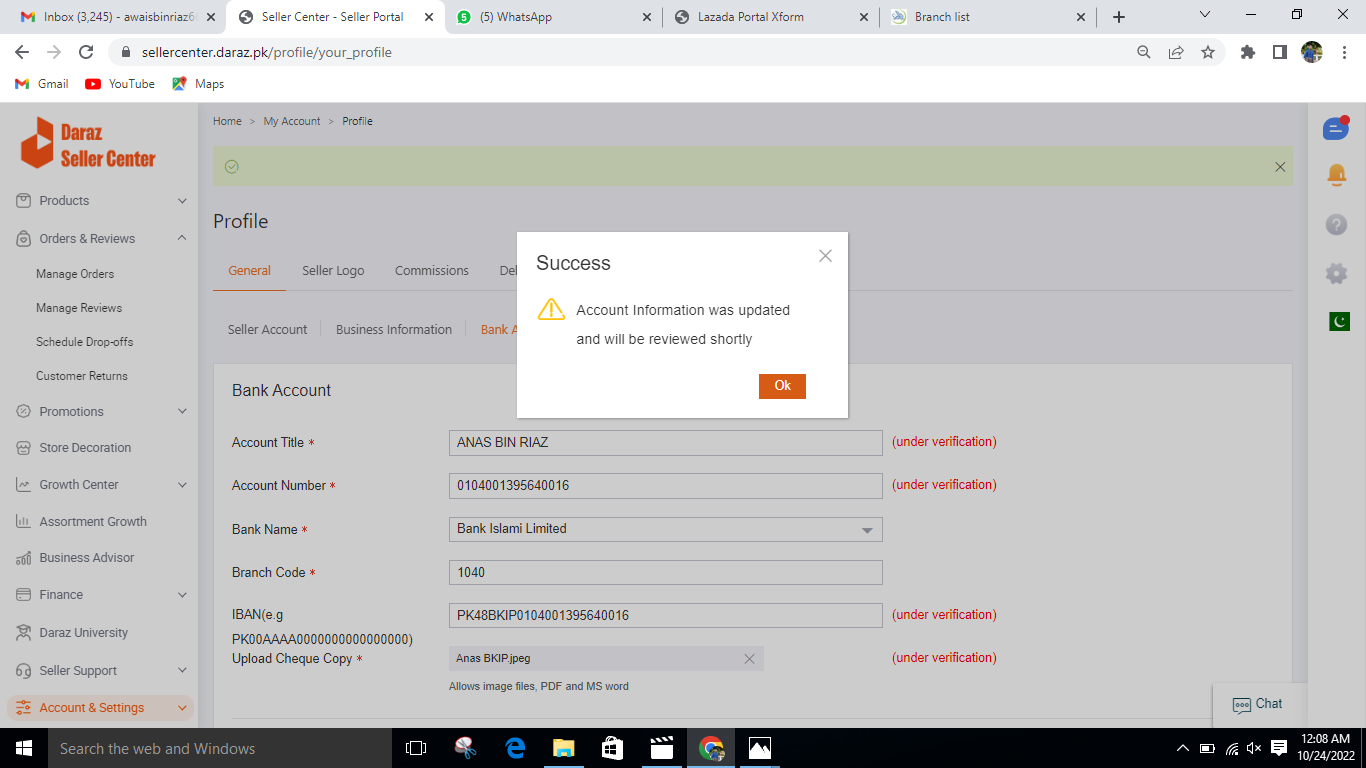 Inbox (3,245) - awaisbinriaz6
Seller Center - Seller Portal
5
(5) WhatsApp
Lazada Portal Xform
Branch list
sellercenter.daraz.pk/profile/your_profile
Gmail
YouTube
Maps
Daraz
Seller Center
Products
Orders & Reviews
Manage Orders
Manage Reviews
Schedule Drop-offs
Customer Returns
Promotions
Store Decoration
Growth Center
Assortment Growth
Business Advisor
Finance
Daraz University
Seller Support
Account & Settings
Home > My Account > Profile
Profile
General
Seller Logo
Commissions
Del
Seller Account
Business Information
Bank A
Success
Account Information was updated
and will be reviewed shortly
Ok
Bank Account
Account Title *
ANAS BIN RIAZ
(under verification)
Account Number *
0104001395640016
(under verification)
Bank Name *
Bank Islami Limited
Branch Code *
1040
IBAN(e.g
PK00AAAA0000000000000000)
PK48BKIP0104001395640016
(under verification)
Upload Cheque Copy *
Anas BKIP.jpeg
(under verification)
Allows image files, PDF and MS word
Chat
Search the web and Windows
12:08 AM
10/24/2022